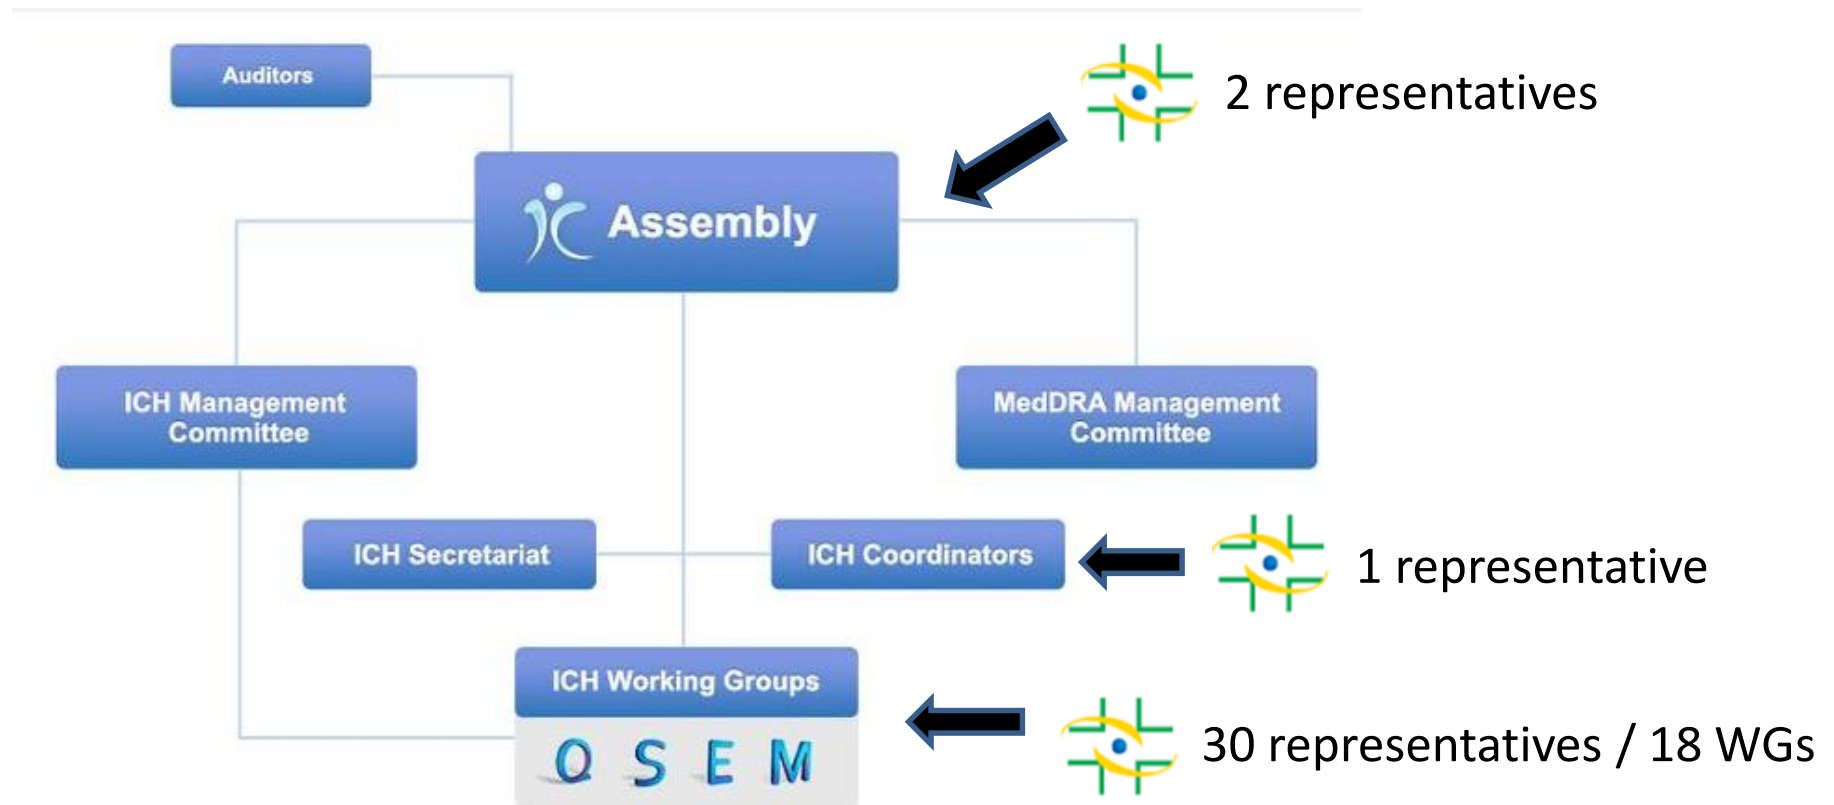 Auditors
2 representatives
Assembly
ICH Management
Committee
MedDRA Management
Committee
ICH Secretariat
ICH Coordinators
1 representative
ICH Working Groups
Q S E M
30 representatives / 18 WGs